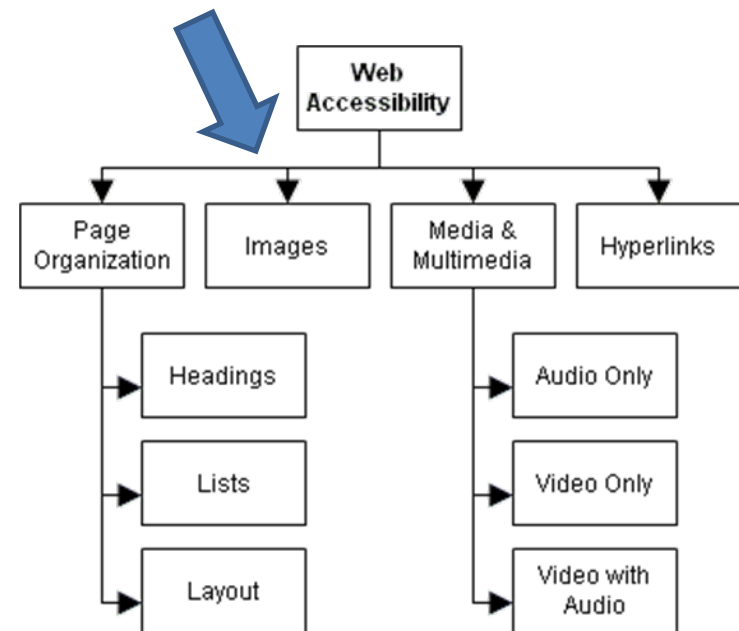 Web
Accessibility
Page
Organization
Images
Media &
Multimedia
Hyperlinks
Headings
Lists
Layout
Audio Only
Video Only
Video with
Audio